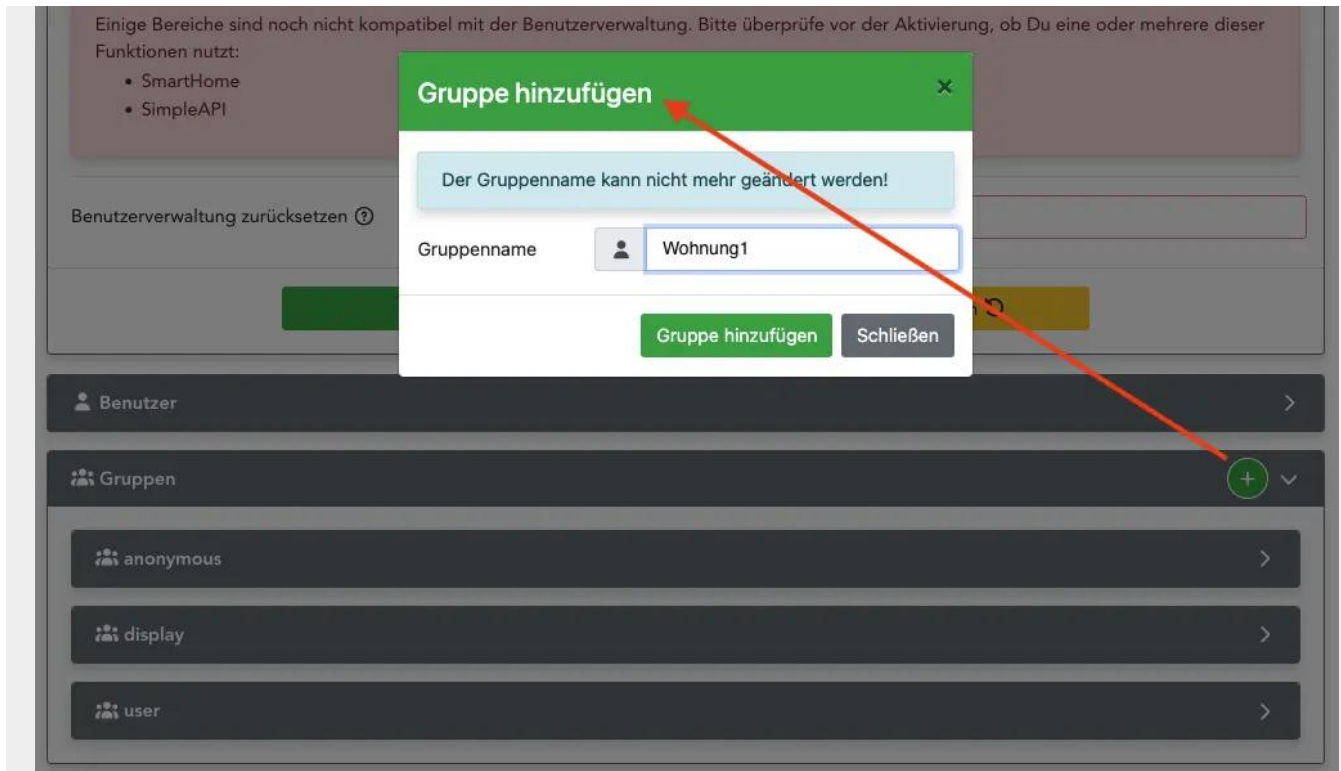 Einige Bereiche sind noch nicht kompatibel mit der Benutzerverwaltung. Bitte überprüfe vor der Aktivierung, ob Du eine oder mehrere dieser
Funktionen nutzt:
• SmartHome
• SimpleAPI
Gruppe hinzufügen ×
Der Gruppenname kann nicht mehr geändert werden!
Benutzerverwaltung zurücksetzen
Gruppenname Wohnung1
Gruppe hinzufügen Schließen
Benutzer
Gruppen
anonymous
display
user